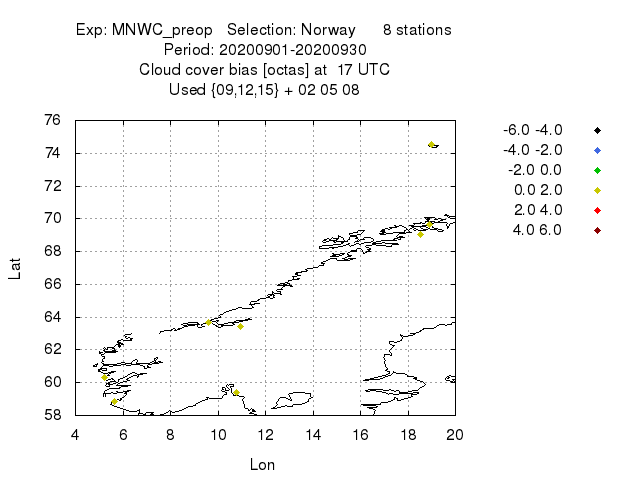 Exp: MNWC_preop   Selection: Norway      8 stations
Period: 20200901-20200930
Cloud cover bias [octas] at  17 UTC
Used {09,12,15} + 02 05 08
76
74
72
70
68
66
64
62
60
58
4 6 8 10 12 14 16 18 20
Lat
Lon
-6.0 -4.0
-4.0 -2.0
-2.0 0.0
0.0 2.0
2.0 4.0
4.0 6.0